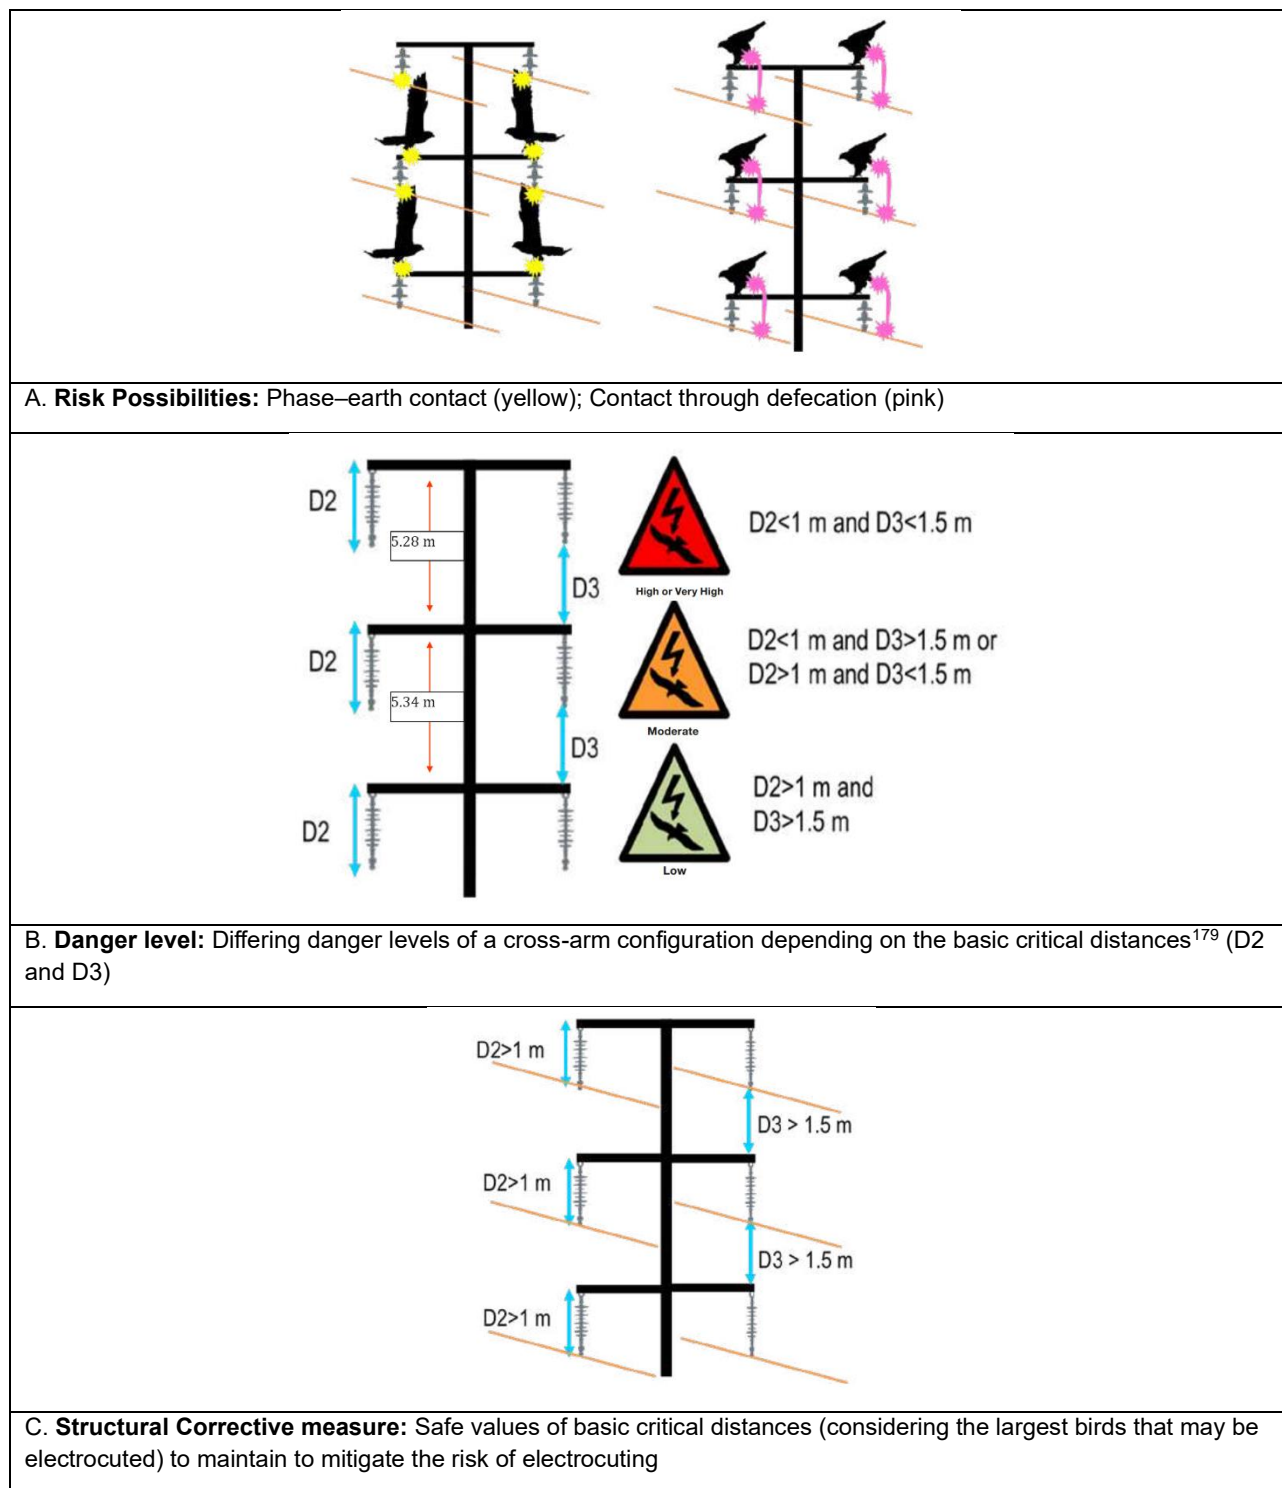 A. Risk Possibilities: Phase–earth contact (yellow); Contact through defecation (pink)
D2
5.28 m
D3
D2
5.34 m
D3
D2
High or Very High
D2<1 m and D3<1.5 m
Moderate
D2<1 m and D3>1.5 m or
D2>1 m and D3<1.5 m
Low
D2>1 m and
D3>1.5 m
B. Danger level: Differing danger levels of a cross-arm configuration depending on the basic critical distances179 (D2
and D3)
D2>1 m
D3 > 1.5 m
D2>1 m
D3 > 1.5 m
D2>1 m
C. Structural Corrective measure: Safe values of basic critical distances (considering the largest birds that may be
electrocuted) to maintain to mitigate the risk of electrocuting